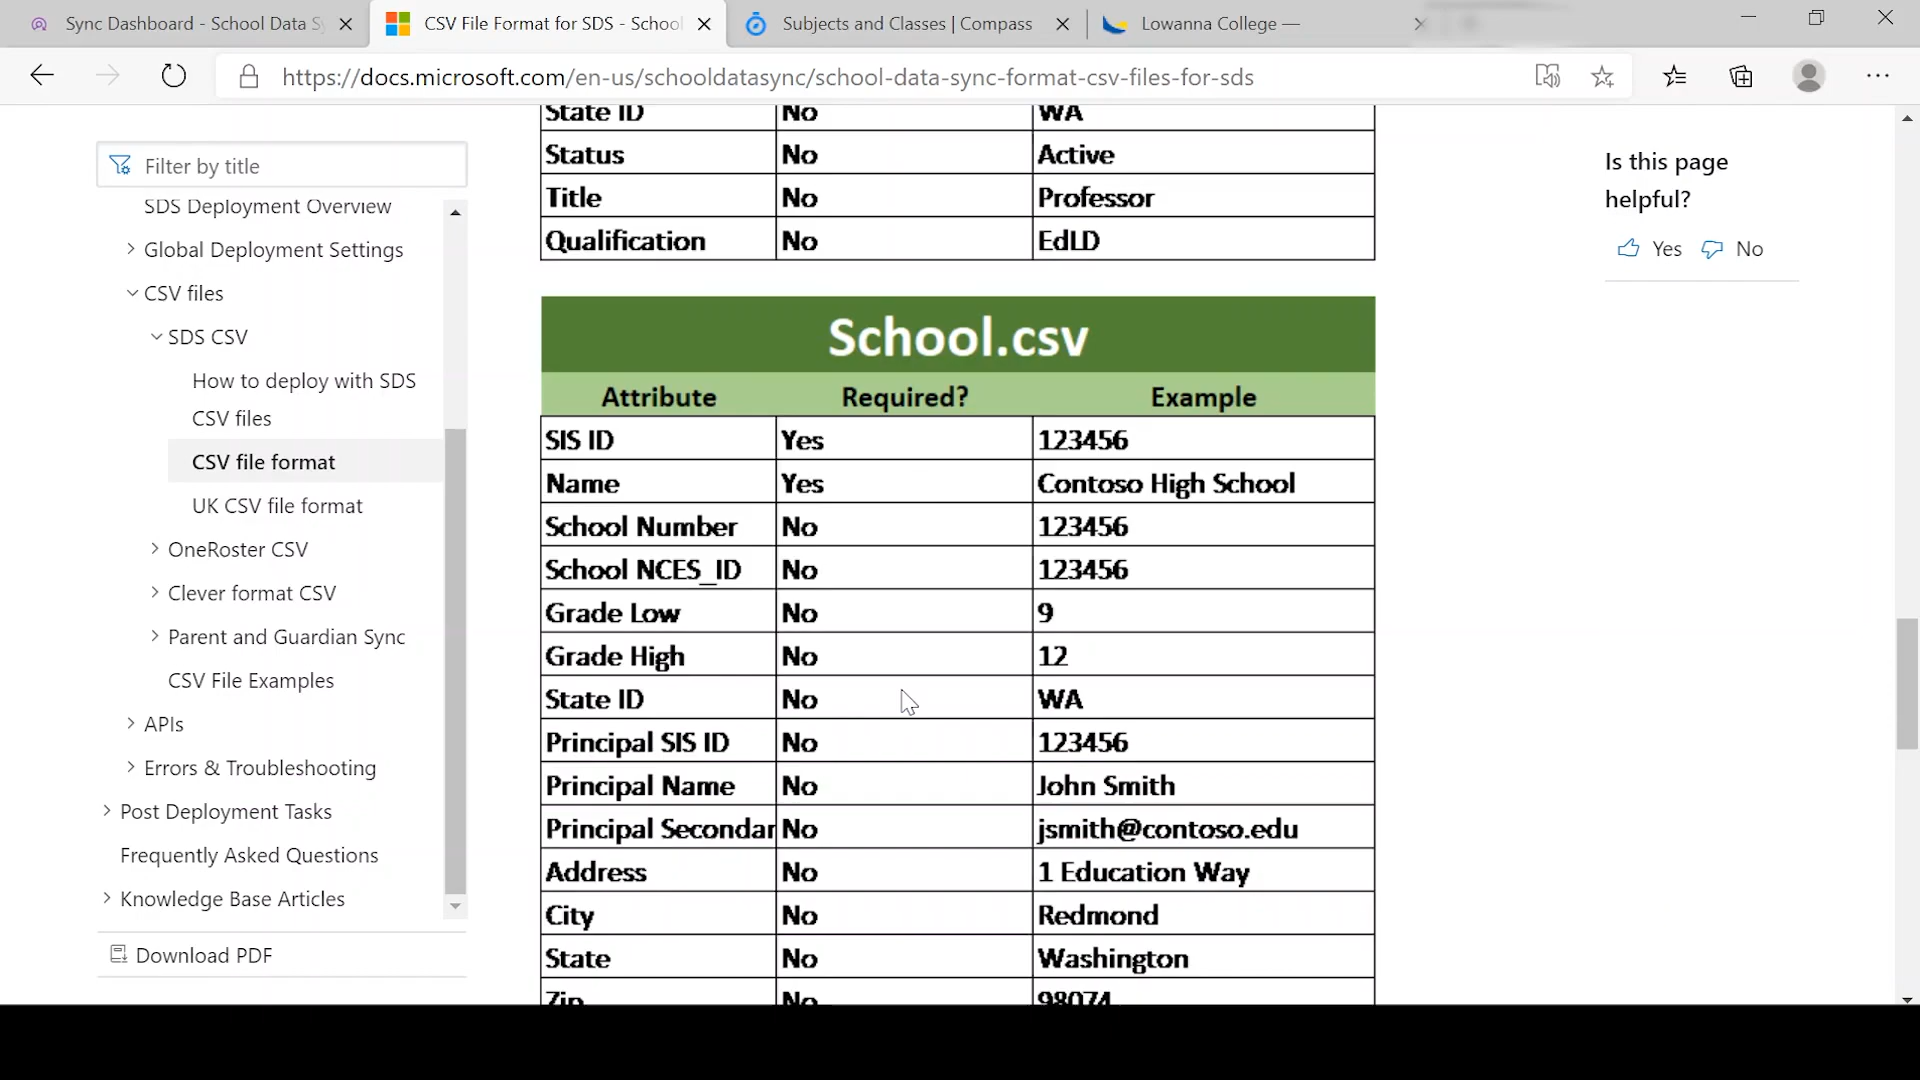 Sync Dashboard - School Data Sy
CSV File Format for SDS - School
Subjects and Classes | Compass
Lowanna College —
https://docs.microsoft.com/en-us/schooldatasync/school-data-sync-format-csv-files-for-sds
Filter by title
SDS Deployment Overview
Global Deployment Settings
CSV files
SDS CSV
How to deploy with SDS
CSV files
CSV file format
UK CSV file format
OneRoster CSV
Clever format CSV
Parent and Guardian Sync
CSV File Examples
APIs
Errors & Troubleshooting
Post Deployment Tasks
Frequently Asked Questions
Knowledge Base Articles
Download PDF
State ID No WA
Status No Active
Title No Professor
Qualification No EdLD
School.csv
Attribute Required? Example
SIS ID Yes 123456
Name Yes Contoso High School
School Number No 123456
School NCES_ID No 123456
Grade Low No 9
Grade High No 12
State ID No WA
Principal SIS ID No 123456
Principal Name No John Smith
Principal Secondar No jsmith@contoso.edu
Address No 1 Education Way
City No Redmond
State No Washington
Zip No 98074
Is this page
helpful?
Yes No